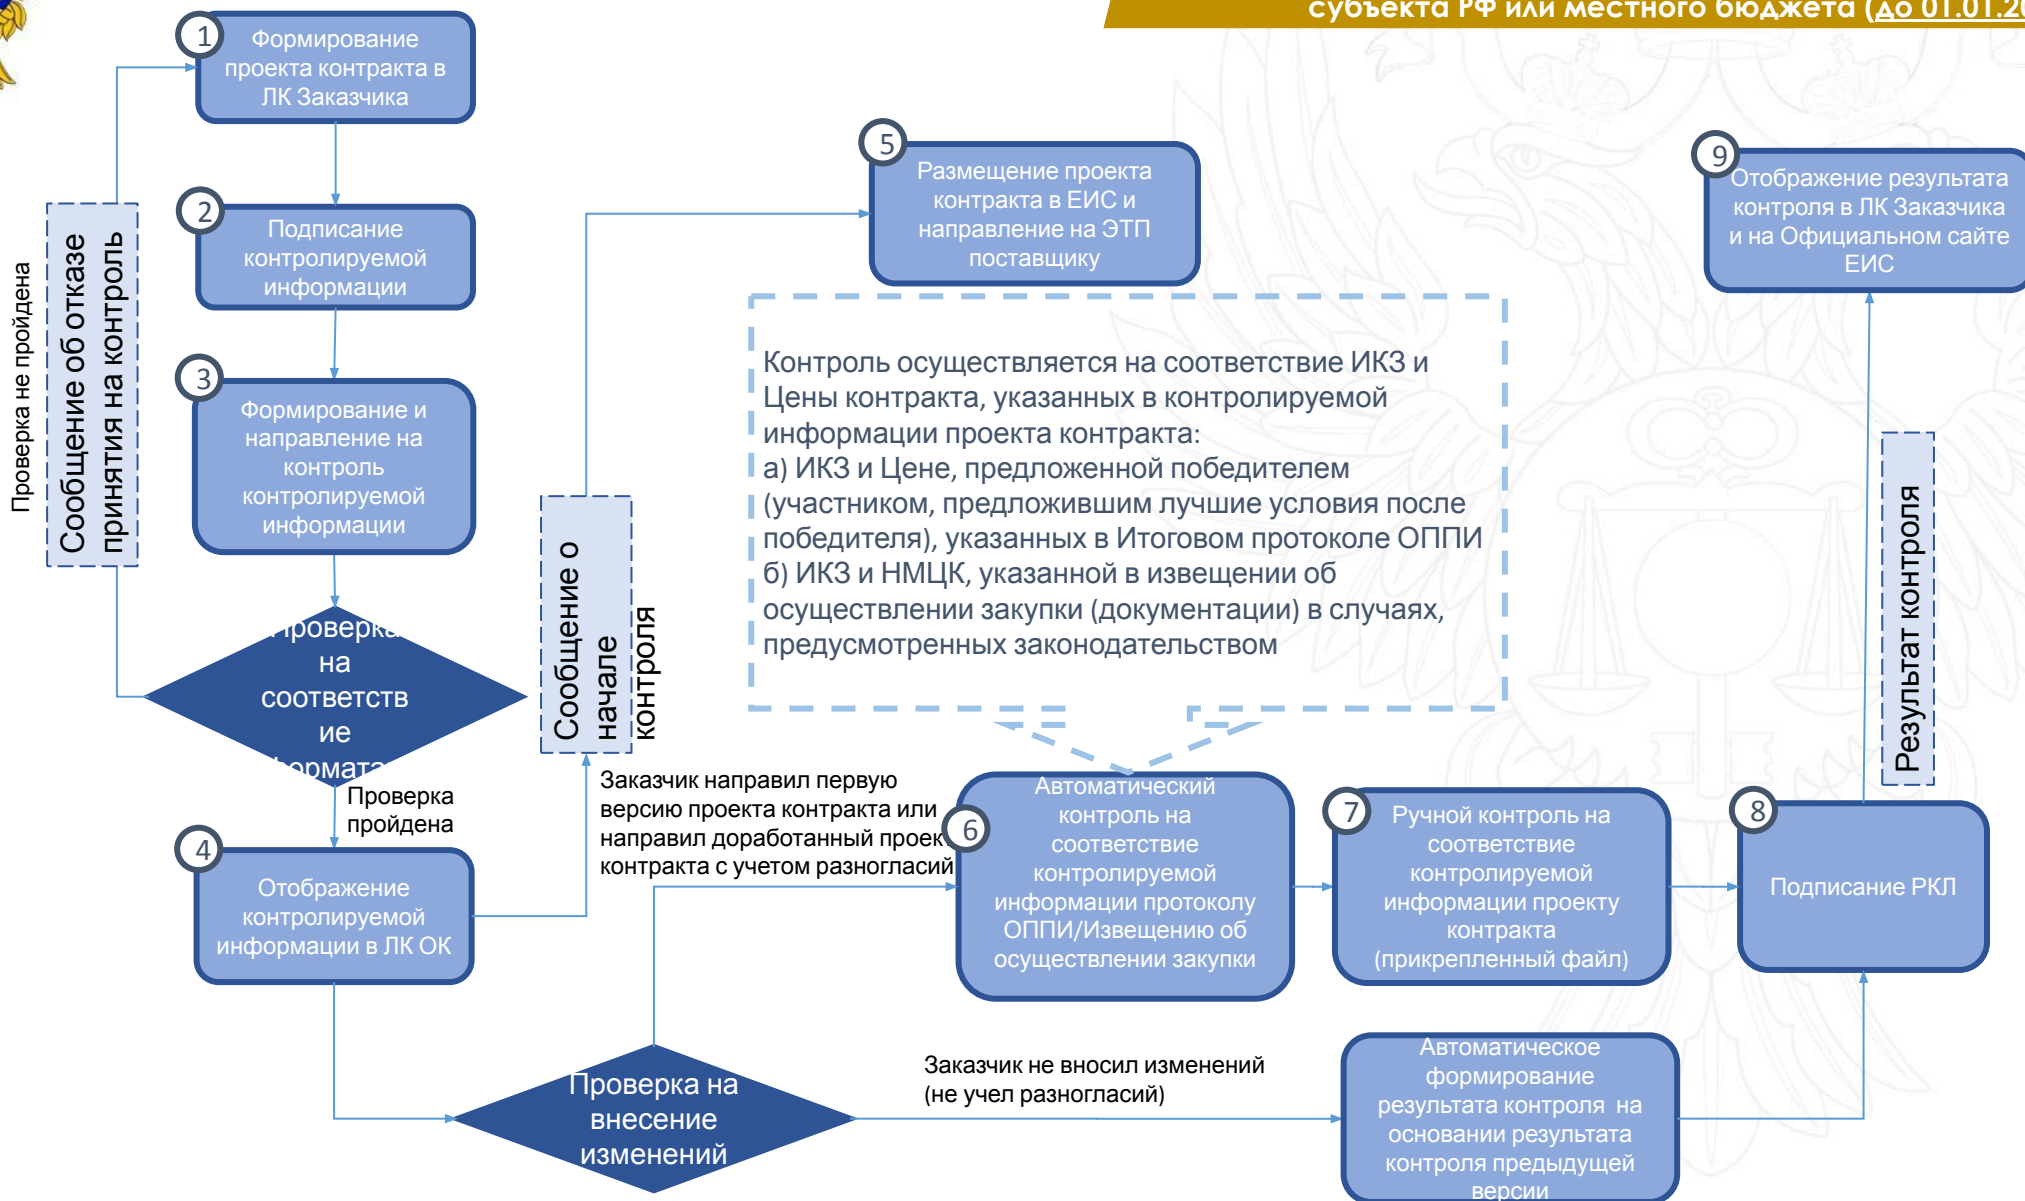 субъекта РФ или местного бюджета (до 01.01.20
1
Формирование
проекта контракта в
ЛК Заказчика
2
Подписание
контролируемой
информации
3
Формирование и
направление на
контроль
контролируемой
информации
Проверка не пройдена
Сообщение об отказе
принятия на контроль
Проверка
на
соответств
ие
формата
Проверка
пройдена
4
Отображение
контролируемой
информации в ЛК ОК
Сообщение о
начале
контроля
5
Размещение проекта
контракта в ЕИС и
направление на ЭТП
поставщику
Контроль осуществляется на соответствие ИКЗ и
Цены контракта, указанных в контролируемой
информации проекта контракта:
а) ИКЗ и Цене, предложенной победителем
(участником, предложившим лучшие условия после
победителя), указанных в Итоговом протоколе ОППИ
б) ИКЗ и НМЦК, указанной в извещении об
осуществлении закупки (документации) в случаях,
предусмотренных законодательством
Заказчик направил первую
версию проекта контракта или
направил доработанный проект
контракта с учетом разногласий
6
Автоматический
контроль на
соответствие
контролируемой
информации протоколу
ОППИ/Извещению об
осуществлении закупки
7
Ручной контроль на
соответствие
контролируемой
информации проекту
контракта
(прикрепленный файл)
8
Подписание РКЛ
Результат контроля
9
Отображение результата
контроля в ЛК Заказчика
и на Официальном сайте
ЕИС
Проверка на
внесение
изменений
Заказчик не вносил изменений
(не учел разногласий)
Автоматическое
формирование
результата контроля на
основании результата
контроля предыдущей
версии